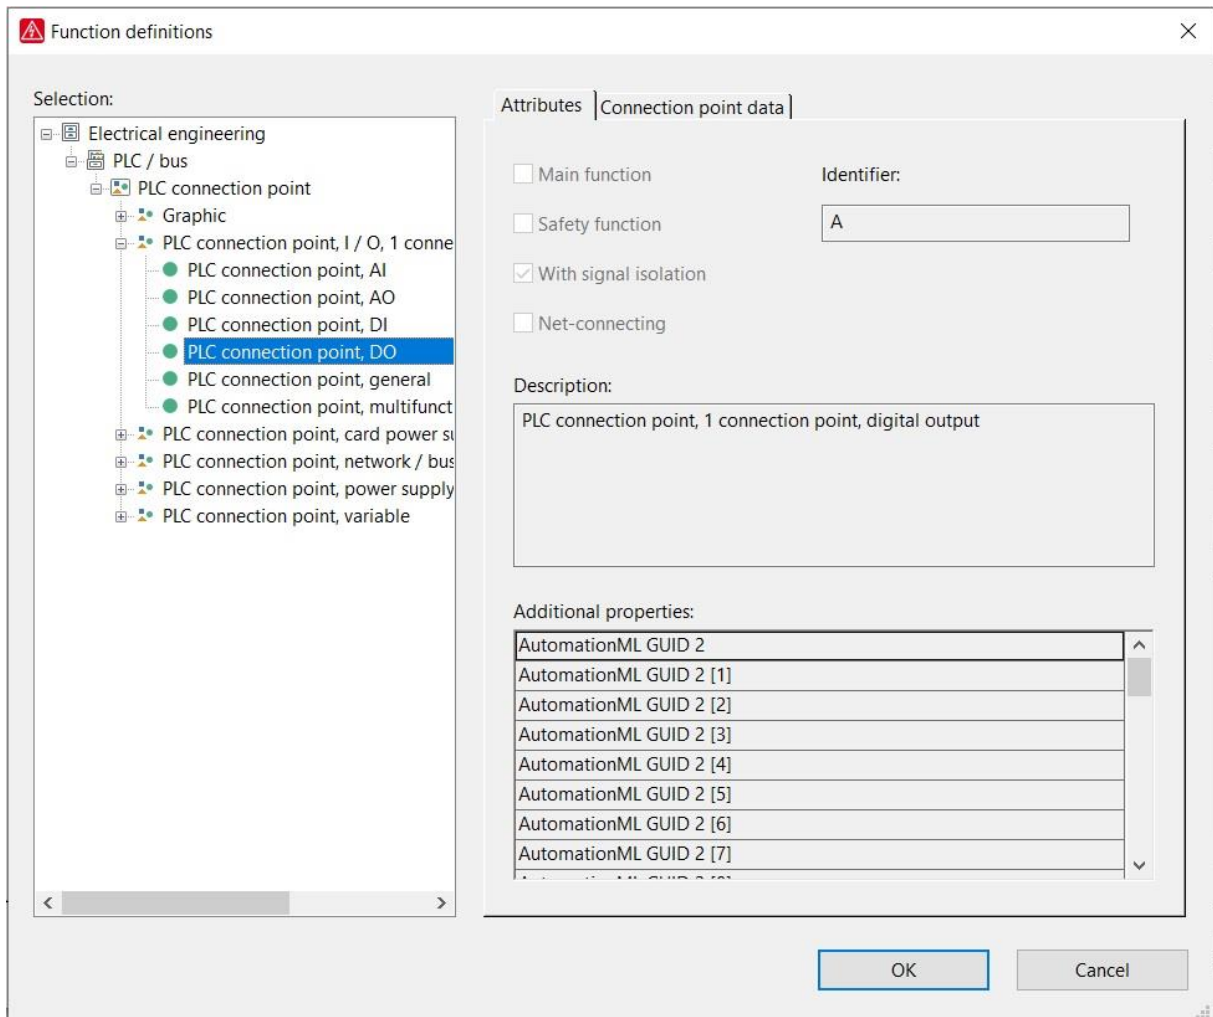 Function definitions
Selection:
Electrical engineering
PLC / bus
PLC connection point
Graphic
PLC connection point, I / O, 1 conne
PLC connection point, AI
PLC connection point, AO
PLC connection point, DI
PLC connection point, DO
PLC connection point, general
PLC connection point, multifunct
PLC connection point, card power su
PLC connection point, network / bus
PLC connection point, power supply
PLC connection point, variable
Attributes
Connection point data
Main function
Identifier:
Safety function
A
With signal isolation
Net-connecting
Description:
PLC connection point, 1 connection point, digital output
Additional properties:
AutomationML GUID 2
AutomationML GUID 2 [1]
AutomationML GUID 2 [2]
AutomationML GUID 2 [3]
AutomationML GUID 2 [4]
AutomationML GUID 2 [5]
AutomationML GUID 2 [6]
AutomationML GUID 2 [7]
OK
Cancel